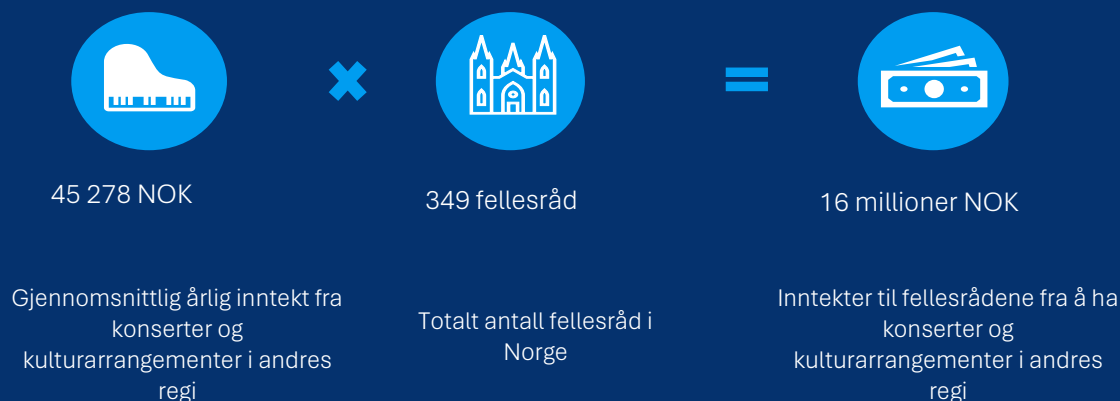 45 278 NOK
349 fellesråd
16 millioner NOK
Gjennomsnittlig årlig inntekt fra
konserter og
kulturarrangementer i andres
regi
Totalt antall fellesråd i
Norge
Inntekter til fellesrådene fra å ha
konserter og
kulturarrangementer i andres
regi